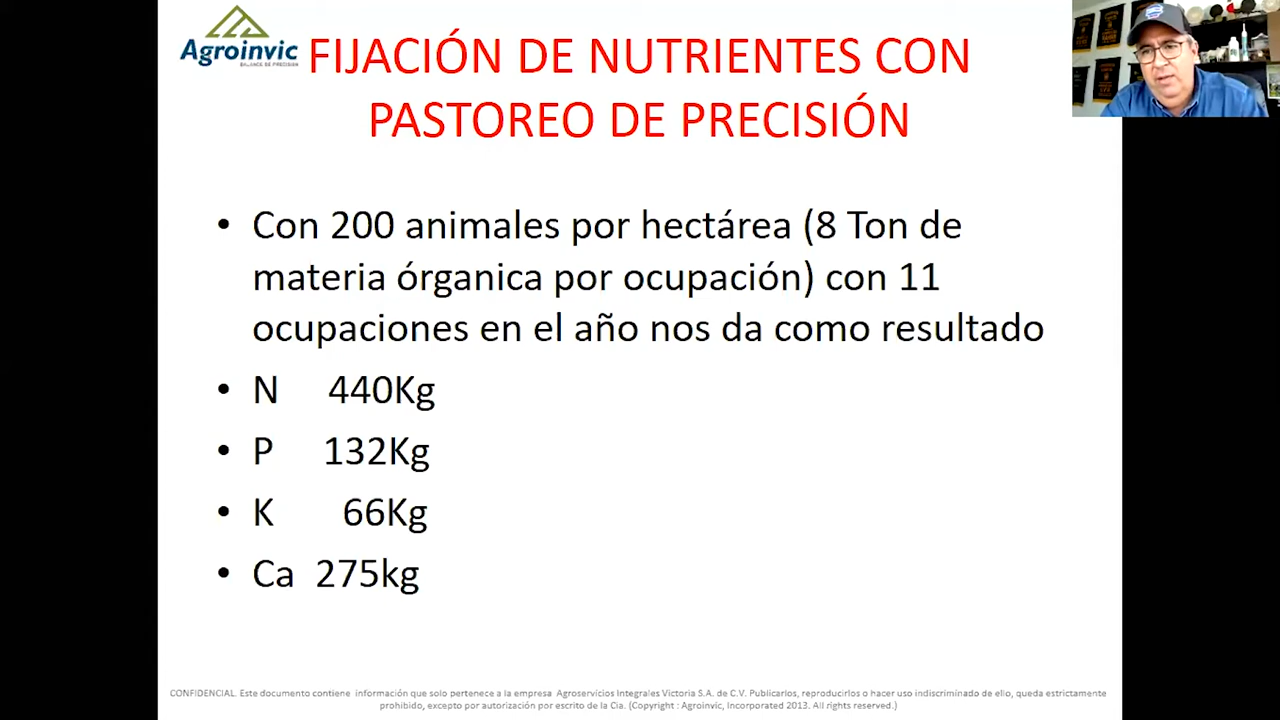 Agroinvic
BALANCE DE PRECISIÓN
FIJACIÓN DE NUTRIENTES CON
PASTOREO DE PRECISIÓN
• Con 200 animales por hectárea (8 Ton de
materia órganica por ocupación) con 11
ocupaciones en el año nos da como resultado
• N 440Kg
• P 132Kg
• K 66Kg
• Ca 275kg
CONFIDENCIAL. Este documento contiene información que solo pertenece a la empresa Agroservicios Integrales Victoria S.A. de C.V. Publicarlos, reproducirlos o hacer uso indiscriminado de ello, queda estrictamente
prohibido, excepto por autorización por escrito de la Cia. (Copyright : Agroinvic, Incorporated 2013. All rights reserved.)